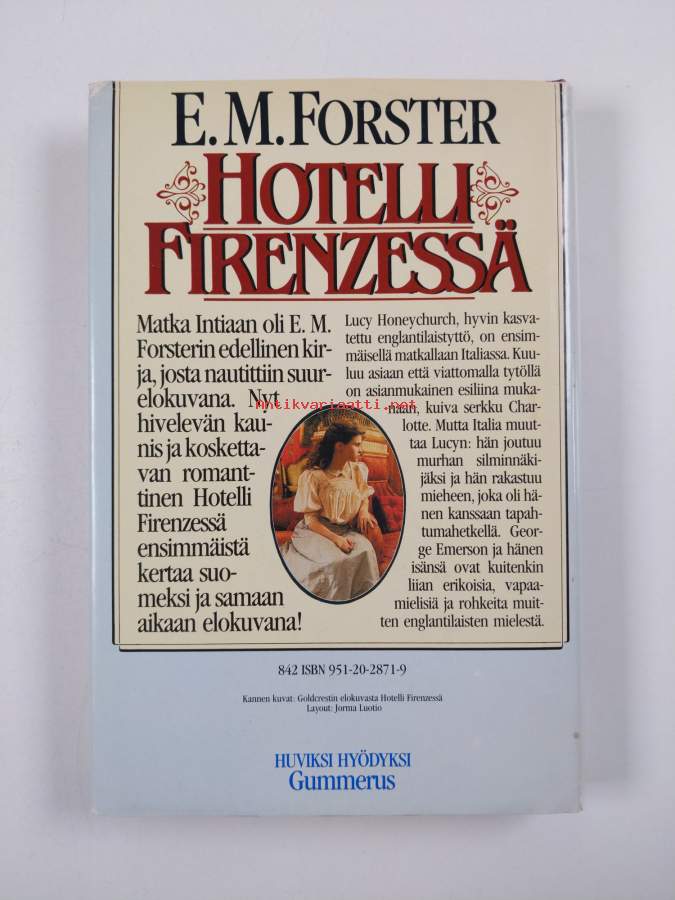 E. M. FORSTER
HOTELLI
FIRENZESSÄ
Matka Intiaan oli E. M.
Forsterin edellinen kir-
ja, josta nautittiin suur-
elokuvana. Nyt
hivelevän kau-
nis ja kosketta-
van romant-
tinen Hotelli
Firenzessä
ensimmäistä
kertaa suo-
meksi ja samaan
aikaan elokuvana!
Lucy Honeychurch, hyvin kasva-
tettu englantilaistyttö, on ensim-
mäisellä matkallaan Italiassa. Kuu-
luu asiaan että viattomalla tytöllä
on asianmukainen esiliina muka-
naan, kuiva serkku Char-
lotte. Mutta Italia muut-
taa Lucyn: hän joutuu
murhan silminnäki-
jäksi ja hän rakastuu
mieheen, joka oli hä-
nen kanssaan tapah-
tumahetkellä. Geor-
ge Emerson ja hänen
isänsä ovat kuitenkin
liian erikoisia, vapaa-
mielisiä ja rohkeita muit-
ten englantilaisten mielestä.
antikvariaatti.net
842 ISBN 951-20-2871-9
Kannen kuvat: Goldcrestin elokuvasta Hotelli Firenzessä
Layout: Jorma Luotio
HUVIKSI HYÖDYKSI
Gummerus